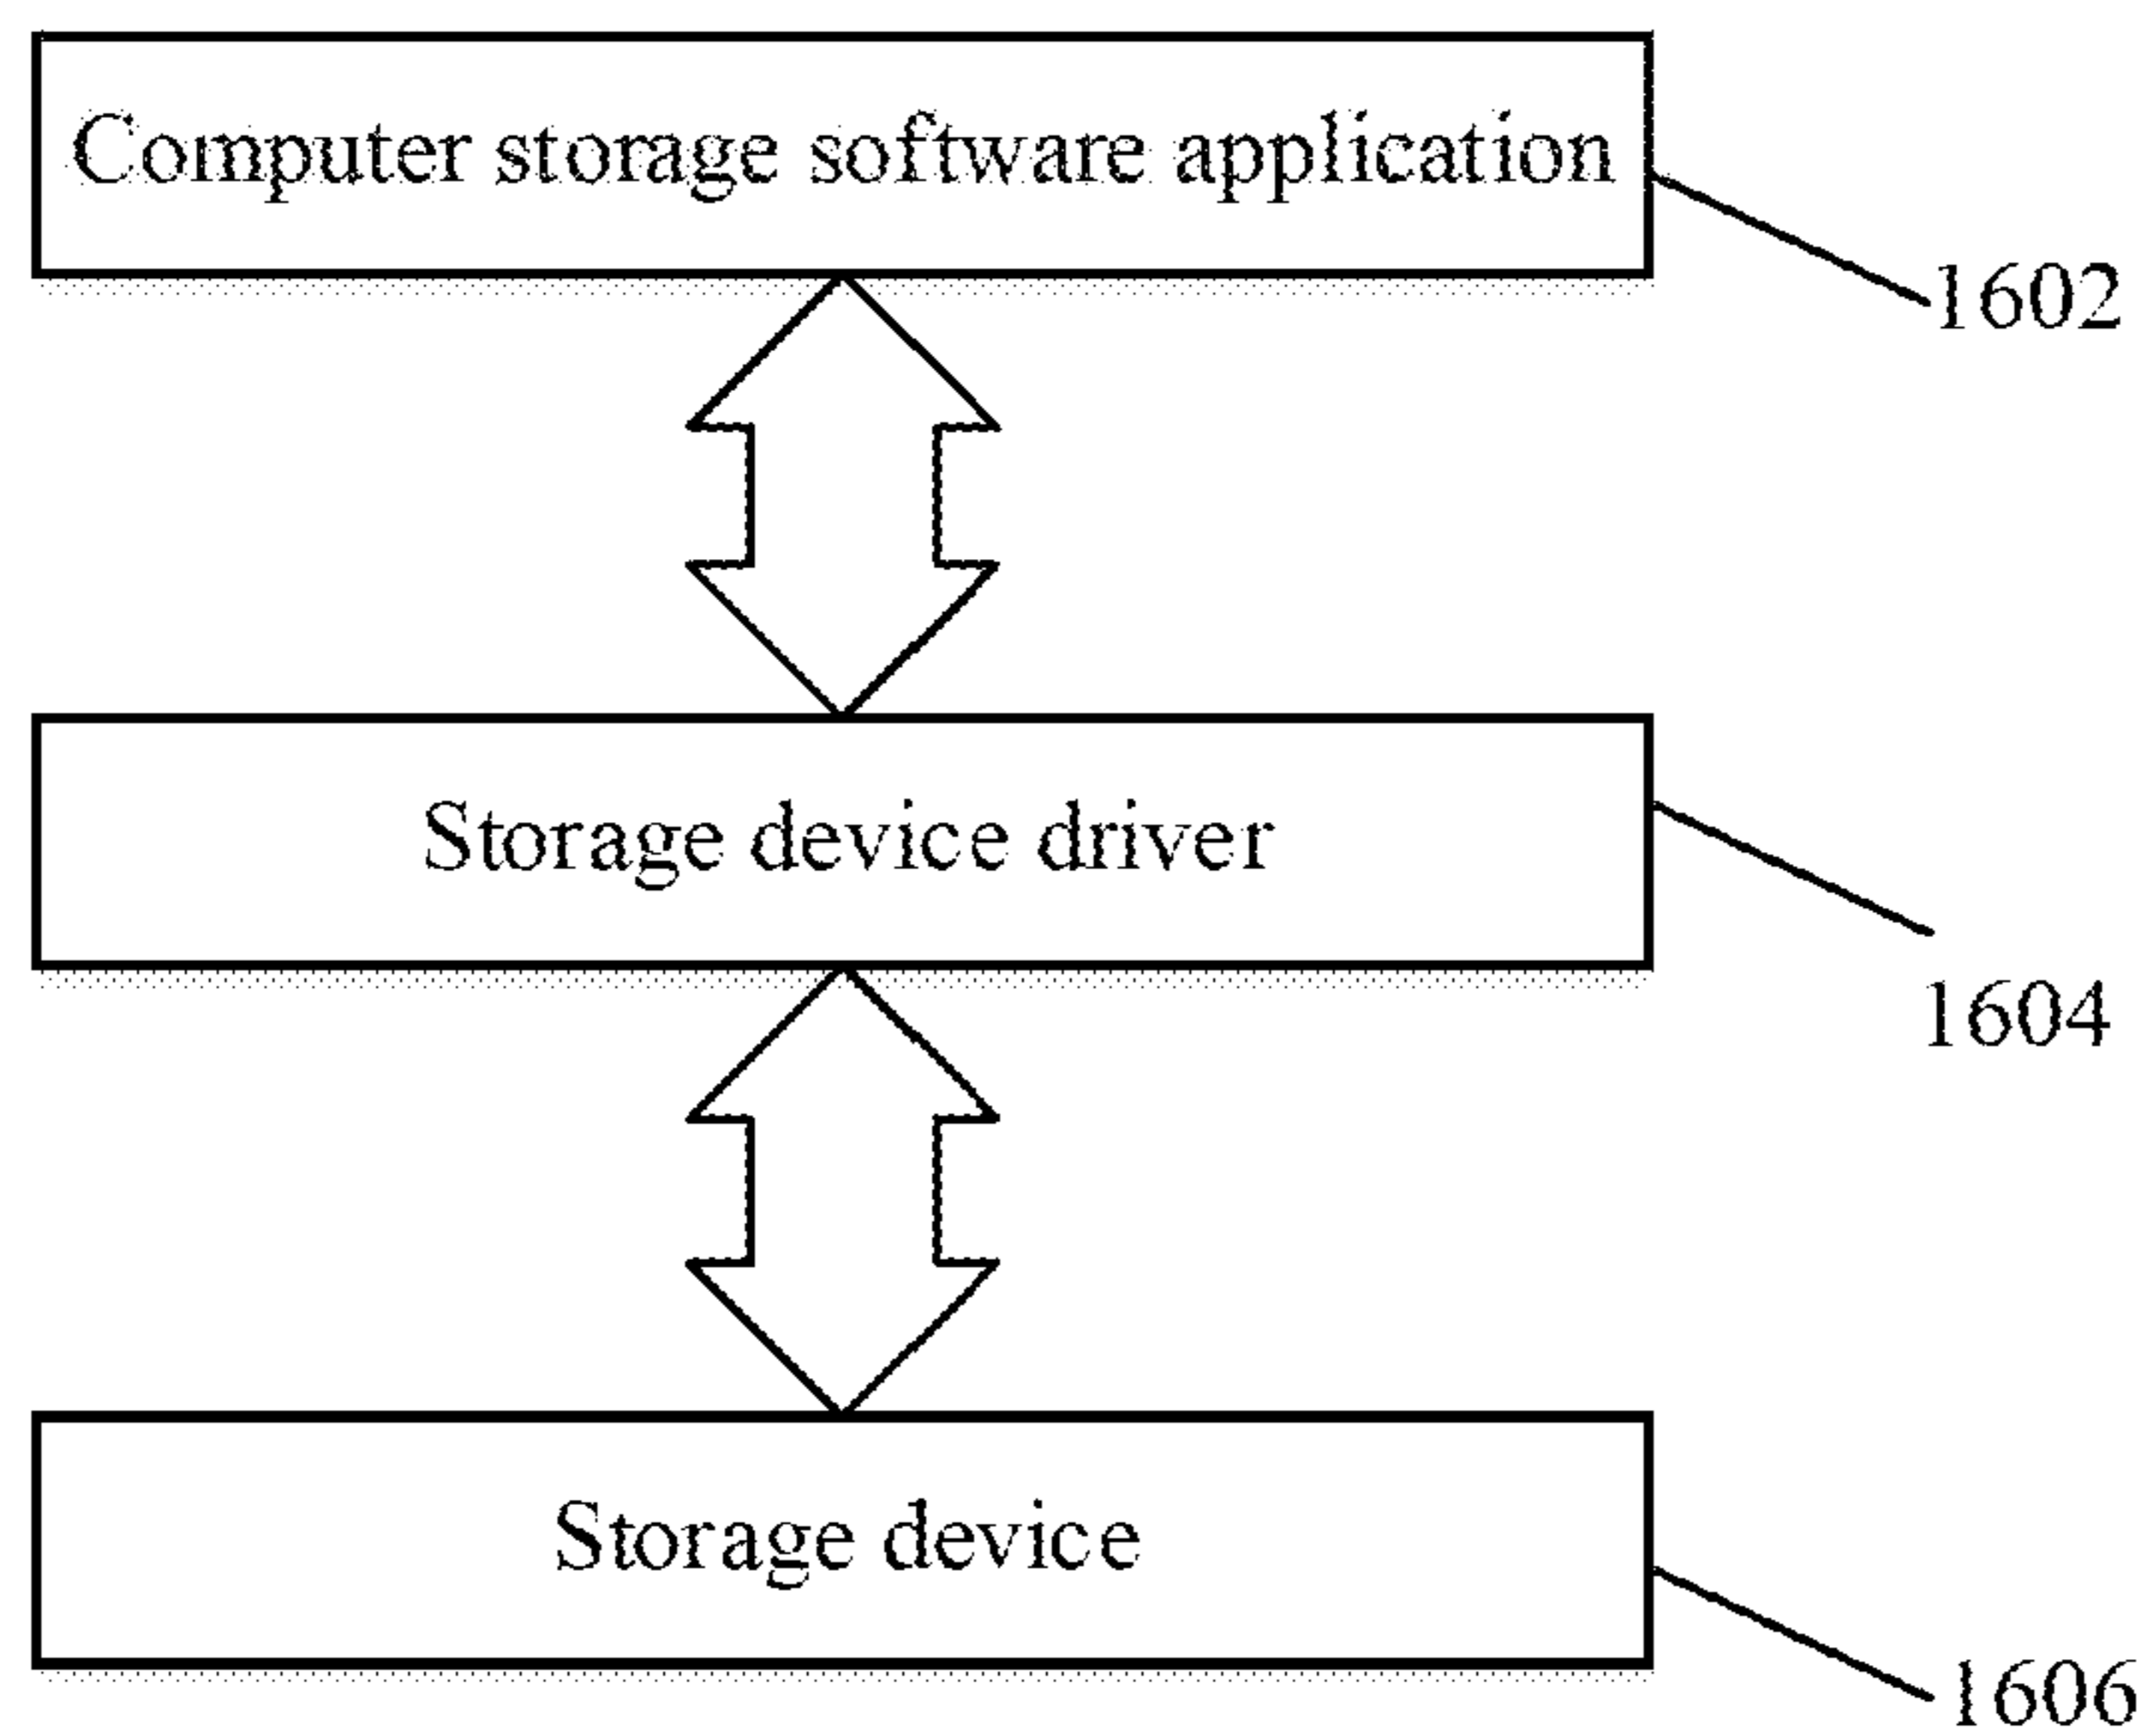 Computer storage software application
1602
Storage device driver
1604
Storage device
1606